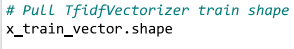 # Pull TfidfVectorizer train shape
x_train_vector.shape